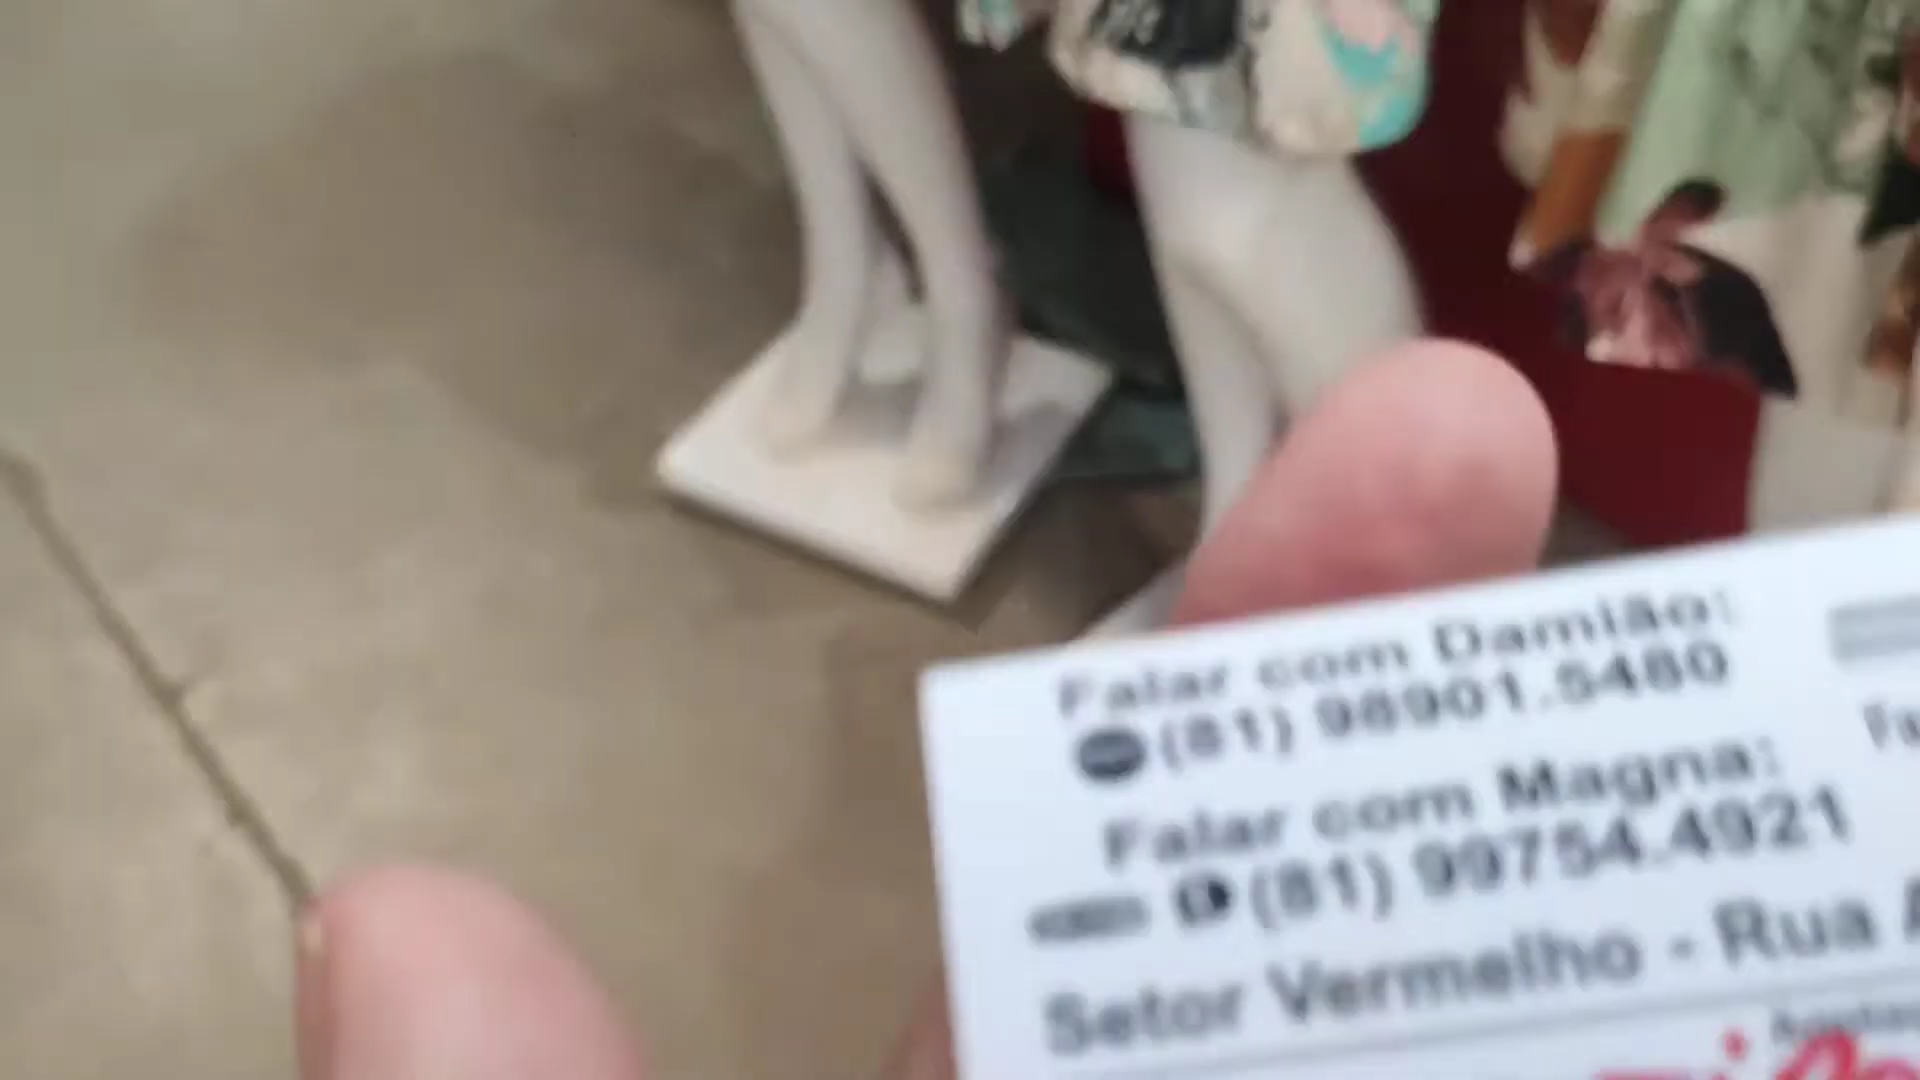 Falar com Damião:
(81) 98901.5480
Falar com Magna:
(81) 99754.4921
Setor Vermelho - Rua